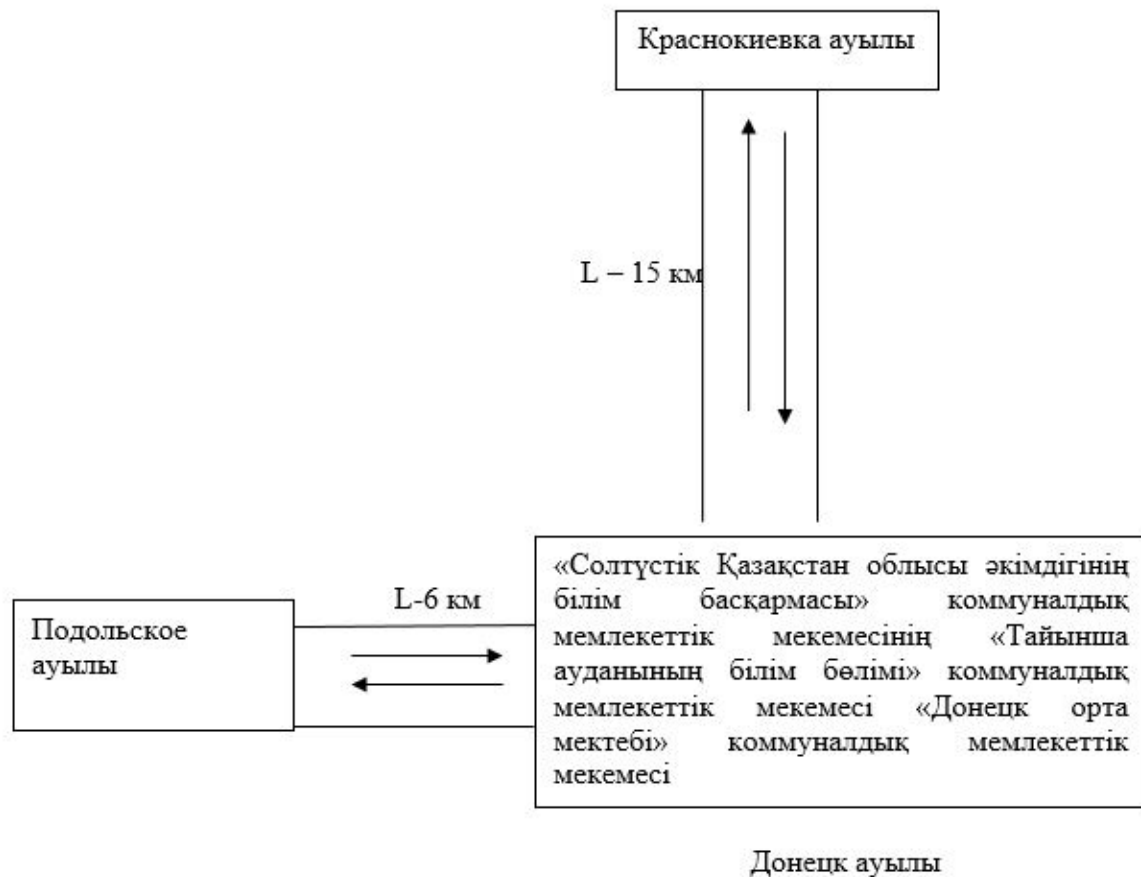 Краснокиевка ауылы
L – 15 км
L-6 км
Подольское
ауылы
«Солтүстік Қазақстан облысы әкімдігінің
білім басқармасы» коммуналдық
мемлекеттік мекемесінің «Тайынша
ауданының білім бөлімі» коммуналдық
мемлекеттік мекемесі «Донецк орта
мектебі» коммуналдық мемлекеттік
мекемесі
Донецк ауылы